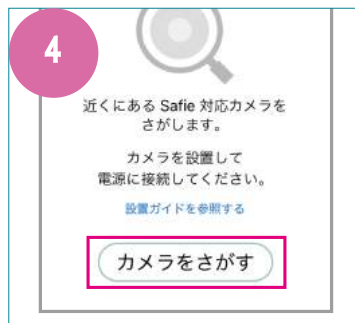 4
近くにある Safie 対応カメラを
さがします。
カメラを設置して
電源に接続してください。
設置ガイドを参照する
カメラをさがす